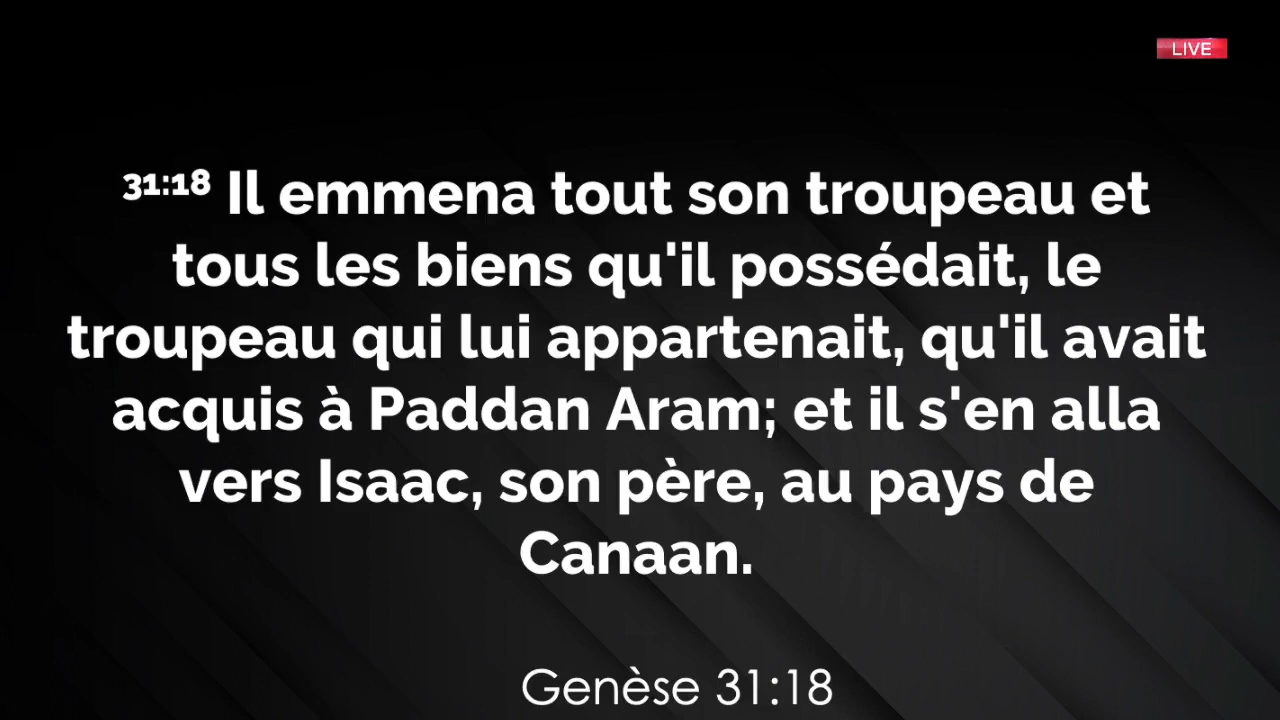 LIVE
31:18 Il emmena tout son troupeau et
tous les biens qu'il possédait, le
troupeau qui lui appartenait, qu'il avait
acquis à Paddan Aram; et il s'en alla
vers Isaac, son père, au pays de
Canaan.
Genèse 31:18